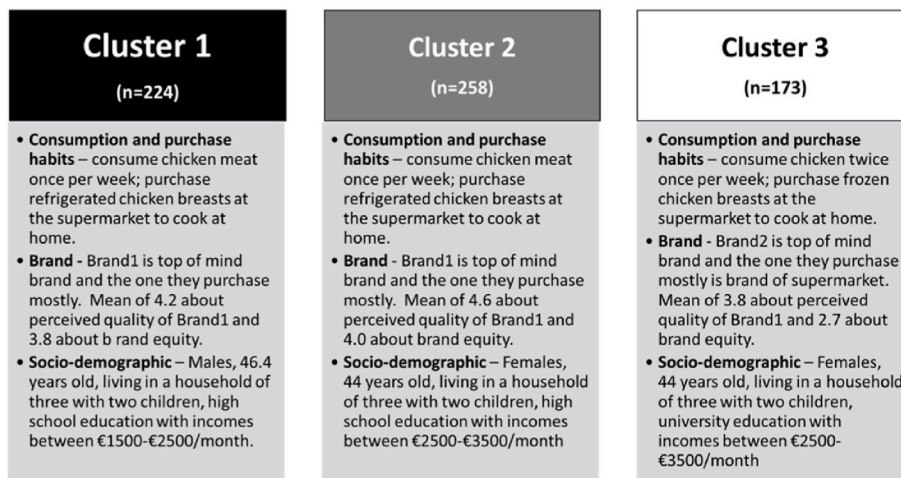 Cluster 1
(n=224)
• Consumption and purchase
habits – consume chicken meat
once per week; purchase
refrigerated chicken breasts at
the supermarket to cook at
home.
• Brand - Brand1 is top of mind
brand and the one they purchase
mostly. Mean of 4.2 about
perceived quality of Brand1 and
3.8 about b rand equity.
• Socio-demographic – Males, 46.4
years old, living in a household of
three with two children, high
school education with incomes
between €1500-€2500/month.
Cluster 2
(n=258)
• Consumption and purchase
habits – consume chicken meat
once per week; purchase
refrigerated chicken breasts at
the supermarket to cook at
home.
• Brand - Brand1 is top of mind
brand and the one they purchase
mostly. Mean of 4.6 about
perceived quality of Brand1 and
4.0 about brand equity.
• Socio-demographic – Females,
44 years old, living in a household
of three with two children, high
school education with incomes
between €2500-€3500/month
Cluster 3
(n=173)
• Consumption and purchase
habits – consume chicken twice
once per week; purchase frozen
chicken breasts at the
supermarket to cook at home.
• Brand - Brand2 is top of mind
brand and the one they purchase
mostly is brand of supermarket.
Mean of 3.8 about perceived
quality of Brand1 and 2.7 about
brand equity.
• Socio-demographic – Females,
44 years old, living in a household
of three with two children,
university education with
incomes between €2500-
€3500/month